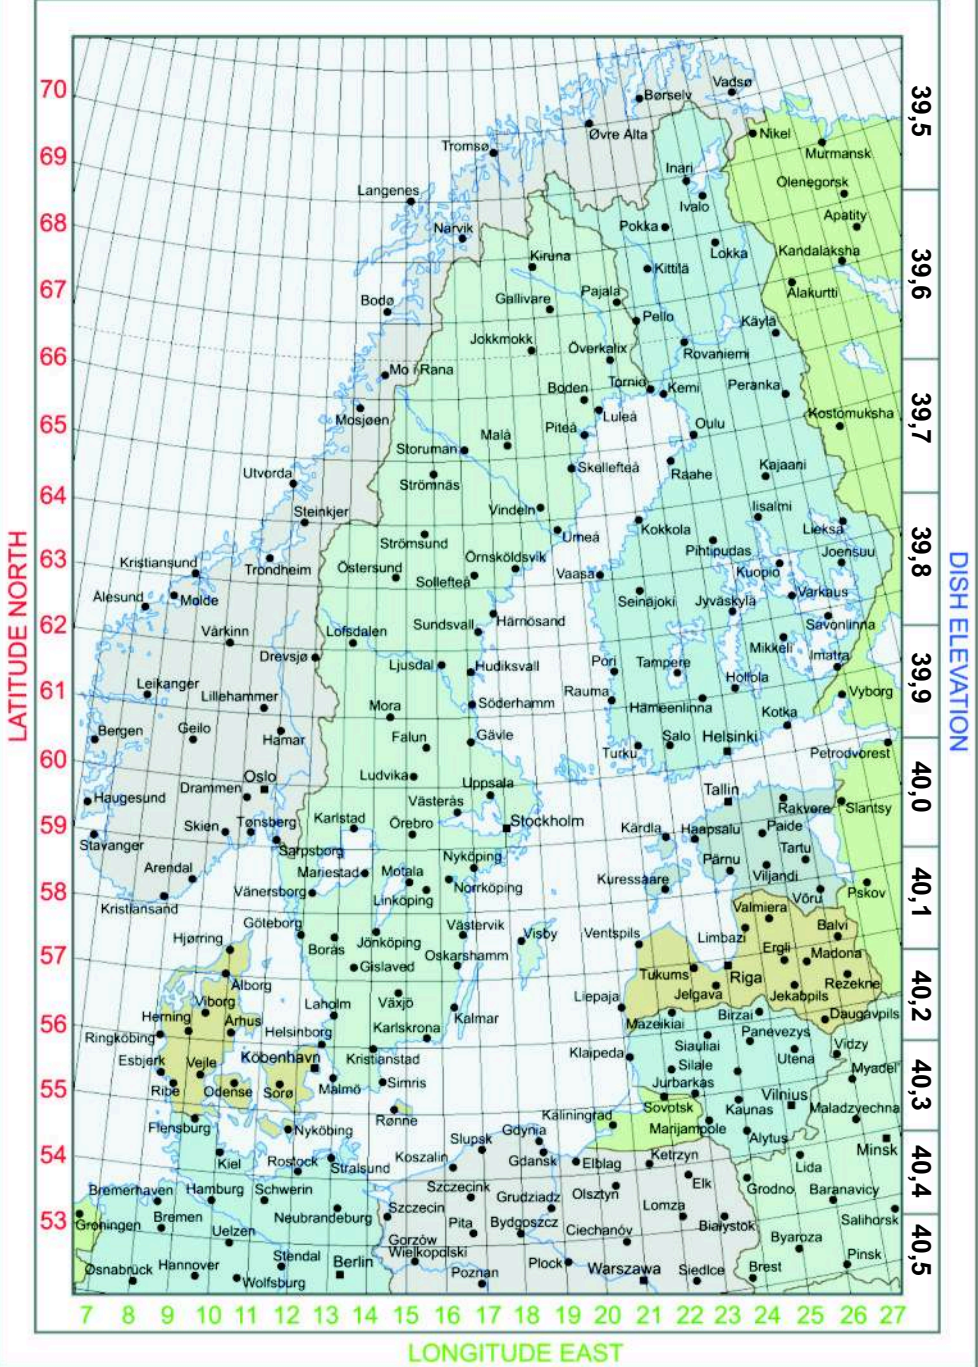 70
69
68
67
66
65
64
63
62
61
60
59
58
57
56
55
54
53
LATITUDE NORTH
Vadsø
Børselv
Øvre Alta
Nikel
Tromsø
Murmansk
Inari
Olenegorsk
Langenes
Ivalo
Apatity
Narvik
Pokka
Lokka
Kandalaksha
Kiruna
Kittilä
Alakurtti
Bodø
Gallivare
Pajala
Pello
Käylä
Jokkmokk
Överkalix
Rovaniemi
Mo i Rana
Boden
Tornio
Kemi
Peranka
Mosjøen
Luleå
Kostomuksha
Malå
Piteå
Oulu
Storuman
Skellefteå
Raahe
Kajaani
Utvorda
Strömnäs
Steinkjer
Vindeln
Iisalmi
Umeå
Kokkola
Lieksa
Strömsund
Örnsköldsvik
Pihtipudas
Joensuu
Kristiansund
Trondheim
Östersund
Sollefteå
Vaasa
Kuopio
Ålesund
Molde
Seinäjoki
Jyväskylä
Varkaus
Vårkinn
Lofsdalen
Sundsvall
Härnösand
Savonlinna
Drevsjø
Ljusdal
Hudiksvall
Pori
Tampere
Mikkeli
Imatra
Leikanger
Lillehammer
Mora
Söderhamm
Rauma
Hollola
Hämeenlinna
Vyborg
Bergen
Geilo
Hamar
Falun
Gävle
Turku
Salo
Helsinki
Kotka
Petrodvorest
Oslo
Drammen
Ludvika
Uppsala
Tallin
Haugesund
Västerås
Rakvere
Slantsy
Skien
Tønsberg
Karlstad
Örebro
Stockholm
Kärdla
Haapsalu
Paide
Stavanger
Sarpsborg
Mariestad
Motala
Nyköping
Pärnu
Tartu
Arendal
Vänersborg
Linköping
Norrköping
Kuressaare
Viljandi
Võru
Pskov
Kristiansand
Göteborg
Västervik
Valmiera
Hjørring
Borås
Jönköping
Visby
Ventspils
Limbazi
Balvi
Gislaved
Oskarshamm
Ergli
Madona
Ålborg
Tukums
Riga
Rezekne
Viborg
Laholm
Växjö
Liepaja
Jelgava
Jekabpils
Herning
Århus
Kalmar
Mazeikiai
Birzai
Daugavpils
Ringköbing
Helsinborg
Karlskrona
Siauliai
Panevezys
Esbjerk
Vejle
Köbenhavn
Kristianstad
Klaipeda
Silale
Utena
Vidzy
Ribe
Odense
Sorø
Malmö
Simris
Jurbarkas
Myadel
Rønne
Kaliningrad
Sovotsk
Kaunas
Vilnius
Maladzyechna
Flensburg
Nyköbing
Gdynia
Marijampole
Alytus
Minsk
Kiel
Rostock
Stralsund
Koszalin
Slupsk
Gdansk
Elblag
Ketrzyn
Lida
Bremerhaven
Hamburg
Schwerin
Szczecink
Olsztyn
Elk
Grodno
Baranavicy
Groningen
Bremen
Neubrandeburg
Szczecin
Grudziadz
Lomza
Białystok
Salihorsk
Uelzen
Pita
Bydgoszcz
Ciechanóv
Byaroza
Stendal
Gorzów
Wielkopolski
Pinsk
Øsnabrück
Hannover
Wolfsburg
Berlin
Poznan
Plock
Warszawa
Siedlce
Brest
39,5
39,6
39,7
39,8
39,9
40,0
40,1
40,2
40,3
40,4
40,5
DISH ELEVATION
7 8 9 10 11 12 13 14 15 16 17 18 19 20 21 22 23 24 25 26 27
LONGITUDE EAST